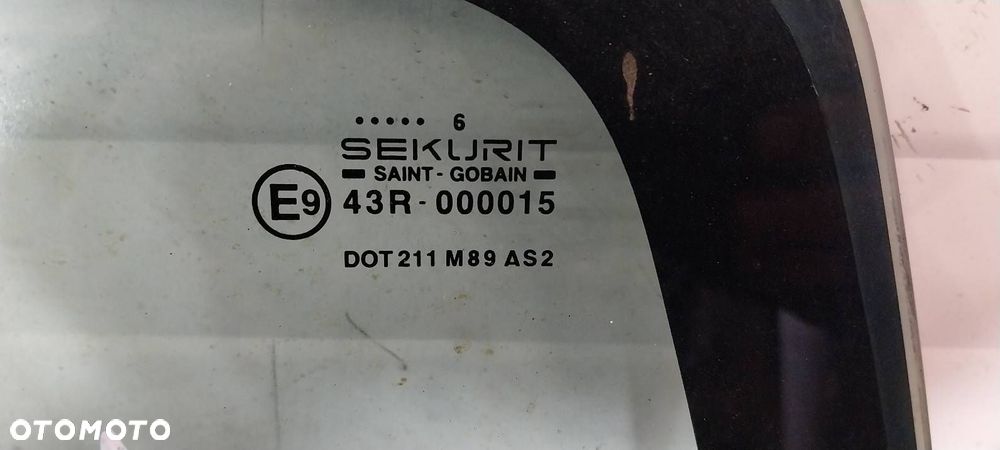 ••••• 6
SEKURIT
SAINT - GOBAIN
E9 43R - 000015
DOT 211 M89 AS2
OTOMOTO